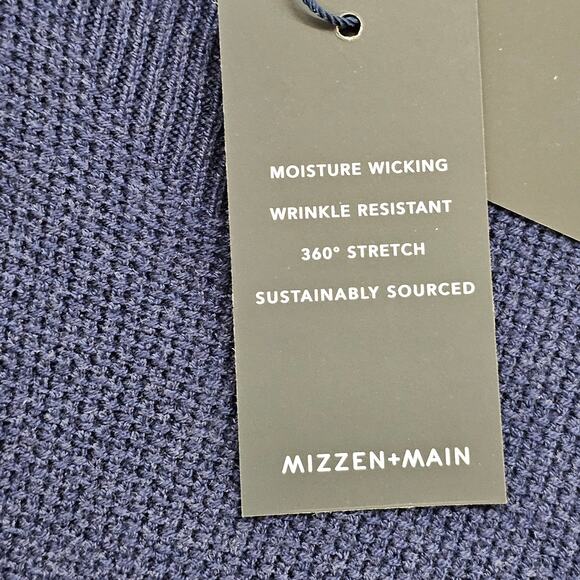 MOISTURE WICKING
WRINKLE RESISTANT
360° STRETCH
SUSTAINABLY SOURCED
MIZZEN+MAIN